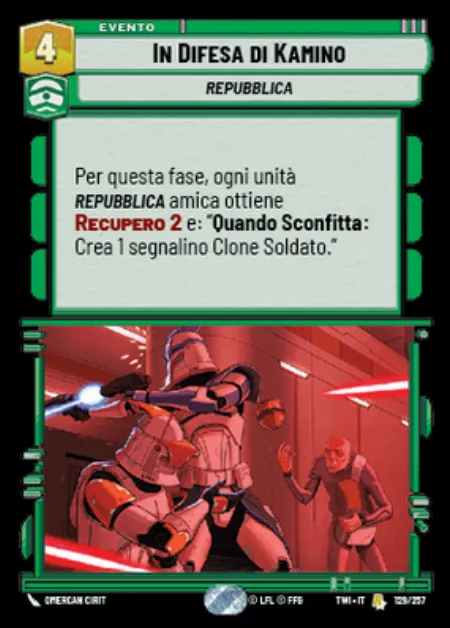 EVENTO
4
IN DIFESA DI KAMINO
REPUBBLICA
Per questa fase, ogni unità
REPUBBLICA amica ottiene
RECUPERO 2 e: “Quando Sconfitta:
Crea 1 segnalino Clone Soldato.”
OMERCAN CIRIT
© LFL © FFG
TWI • IT
129/257